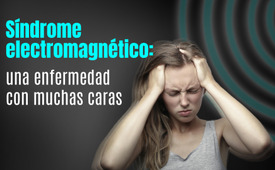 Síndrome
electromagnético:
una enfermedad
con muchas caras